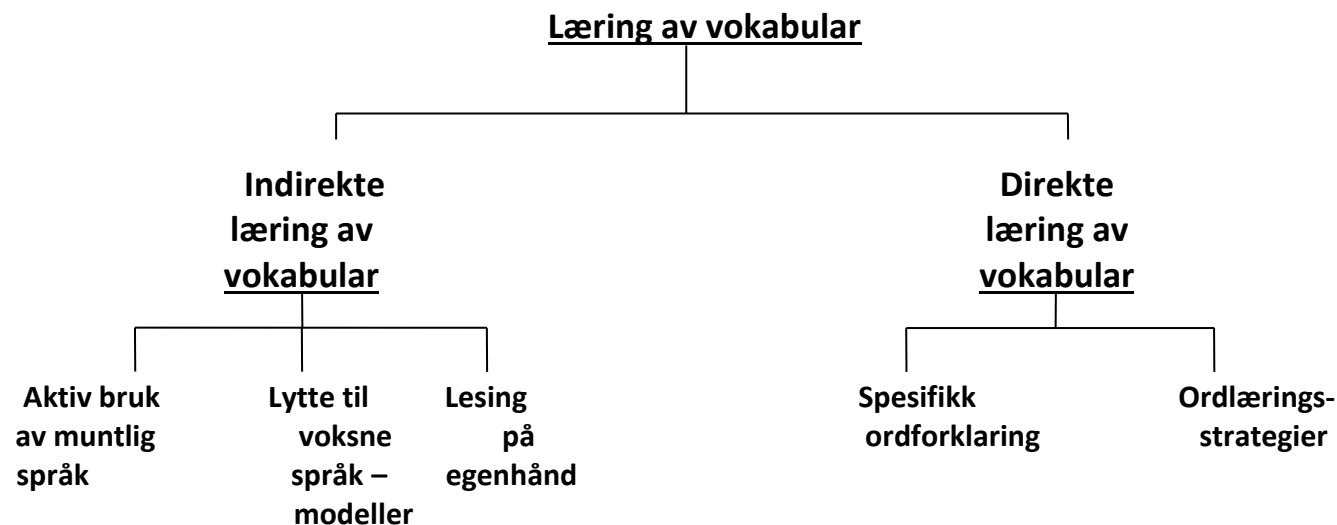 Læring av vokabular
Indirekte
læring av
vokabular
Direkte
læring av
vokabular
Aktiv bruk
av muntlig
språk
Lytte til
voksne
språk –
modeller
Lesing
på
egenhånd
Spesifikk
ordforklaring
Ordlærings-
strategier